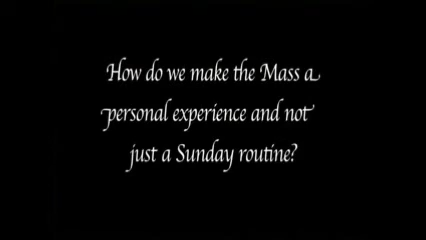 How do we make the Mass a
personal experience and not
just a Sunday routine?